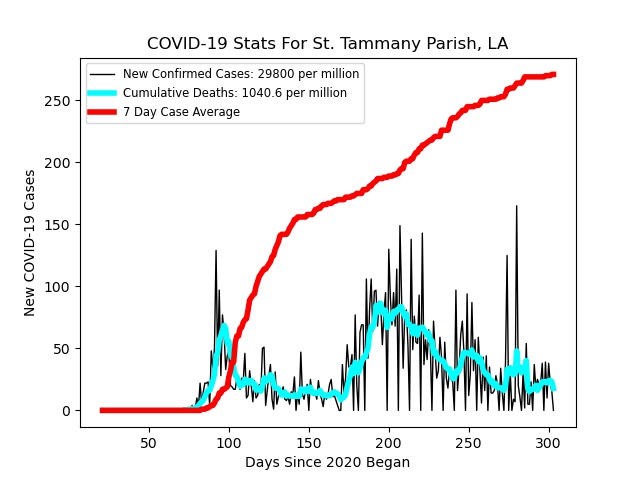 COVID-19 Stats For St. Tammany Parish, LA
New Confirmed Cases: 29800 per million
Cumulative Deaths: 1040.6 per million
7 Day Case Average
New COVID-19 Cases
250
200
150
100
50
0
50 100 150 200 250 300
Days Since 2020 Began